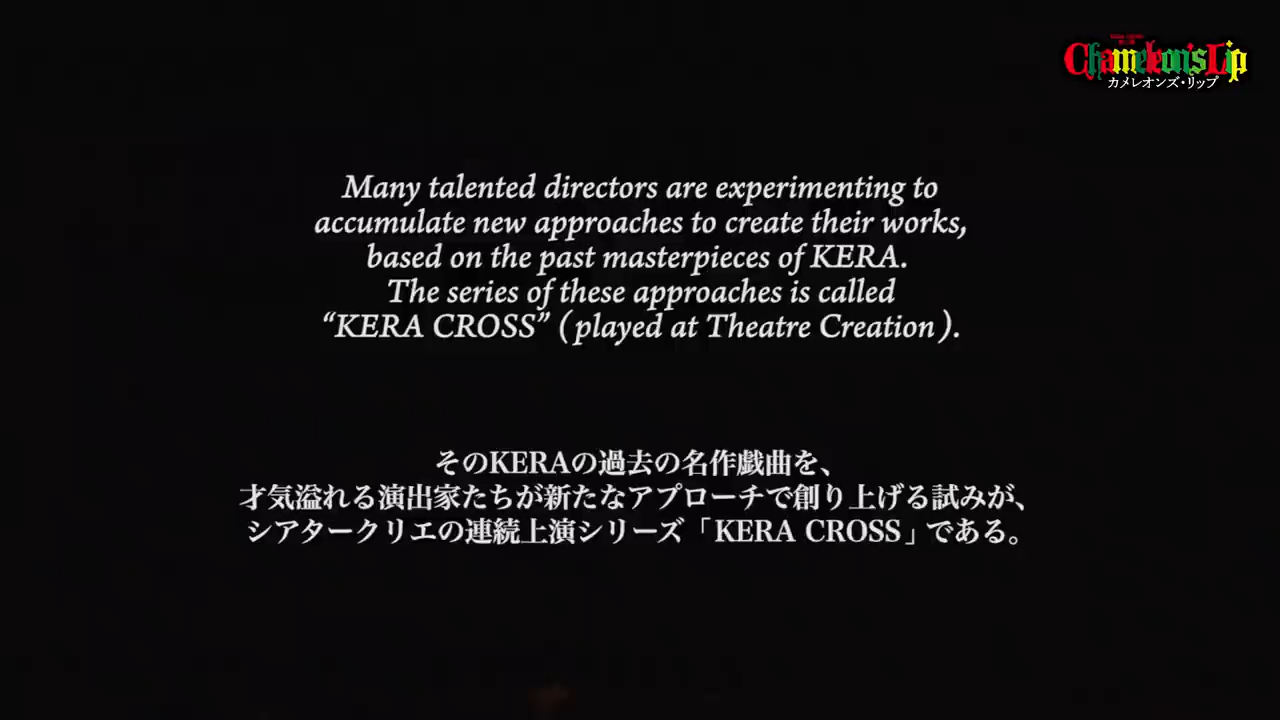 Chameleon's Lip
カメレオンズ・リップ
Many talented directors are experimenting to
accumulate new approaches to create their works,
based on the past masterpieces of KERA.
The series of these approaches is called
“KERA CROSS” (played at Theatre Creation).
そのKERAの過去の名作戯曲を、
才気溢れる演出家たちが新たなアプローチで創り上げる試みが、
シアタークリエの連続上演シリーズ「KERA CROSS」である。